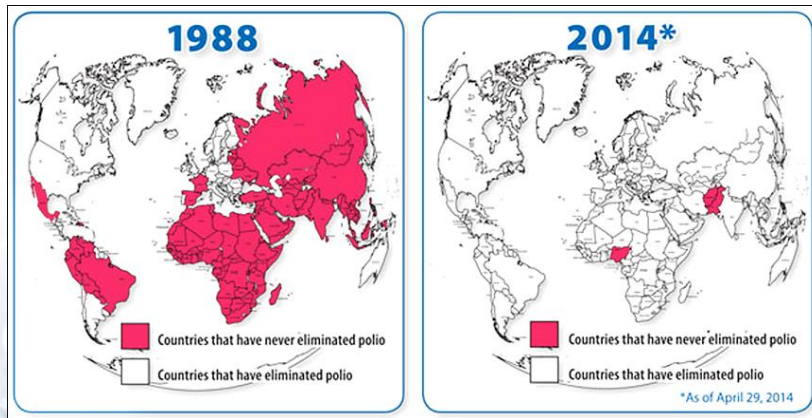 1988
Countries that have never eliminated polio
Countries that have eliminated polio
2014*
Countries that have never eliminated polio
Countries that have eliminated polio
*As of April 29, 2014